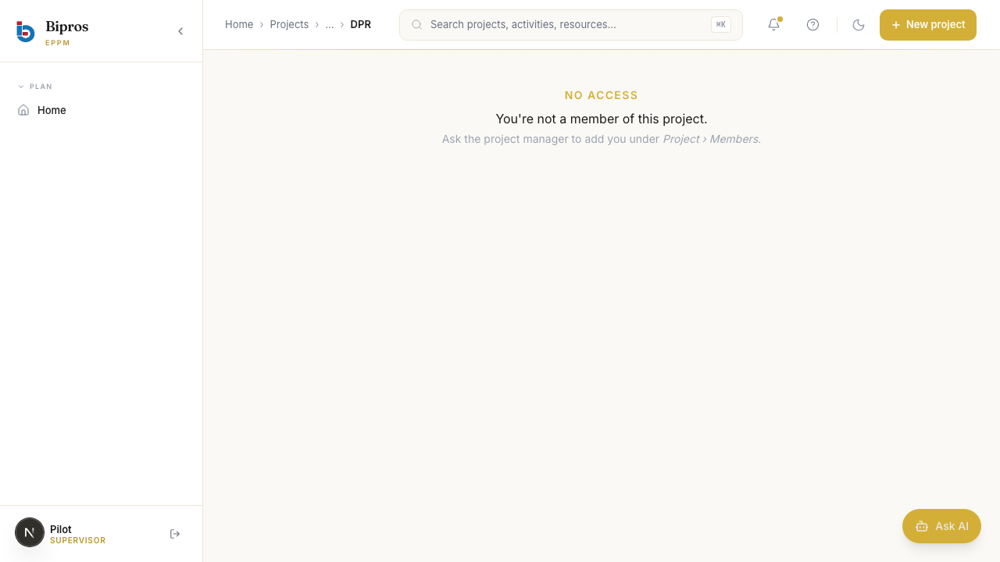 Bipros
EPPM
PLAN
Home
Pilot
SUPERVISOR
Home › Projects › ... › DPR
Search projects, activities, resources...
⌘K
New project
NO ACCESS
You're not a member of this project.
Ask the project manager to add you under Project › Members.
Ask AI